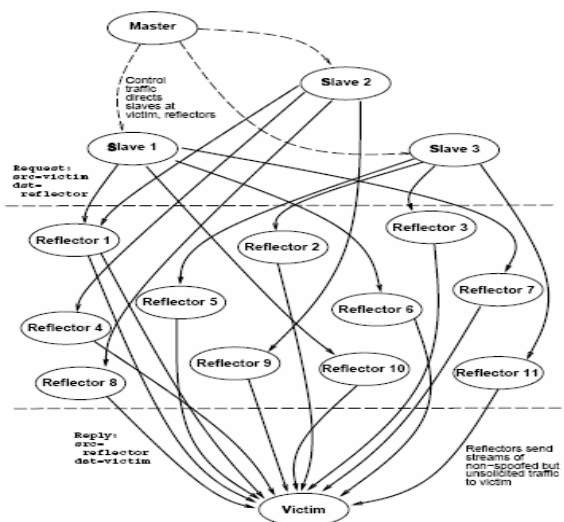 Master
Slave 2
Control
traffic
directs
slaves at
victim, reflectors
Slave 1
Slave 3
Request:
src=victim
dst=
reflector
Reflector 1
Reflector 2
Reflector 3
Reflector 5
Reflector 6
Reflector 7
Reflector 4
Reflector 9
Reflector 10
Reflector 11
Reflector 8
Reply:
src=
reflector
dst=victim
Reflectors send
streams of
non-spoofed but
unsolicited traffic
to victim
Victim